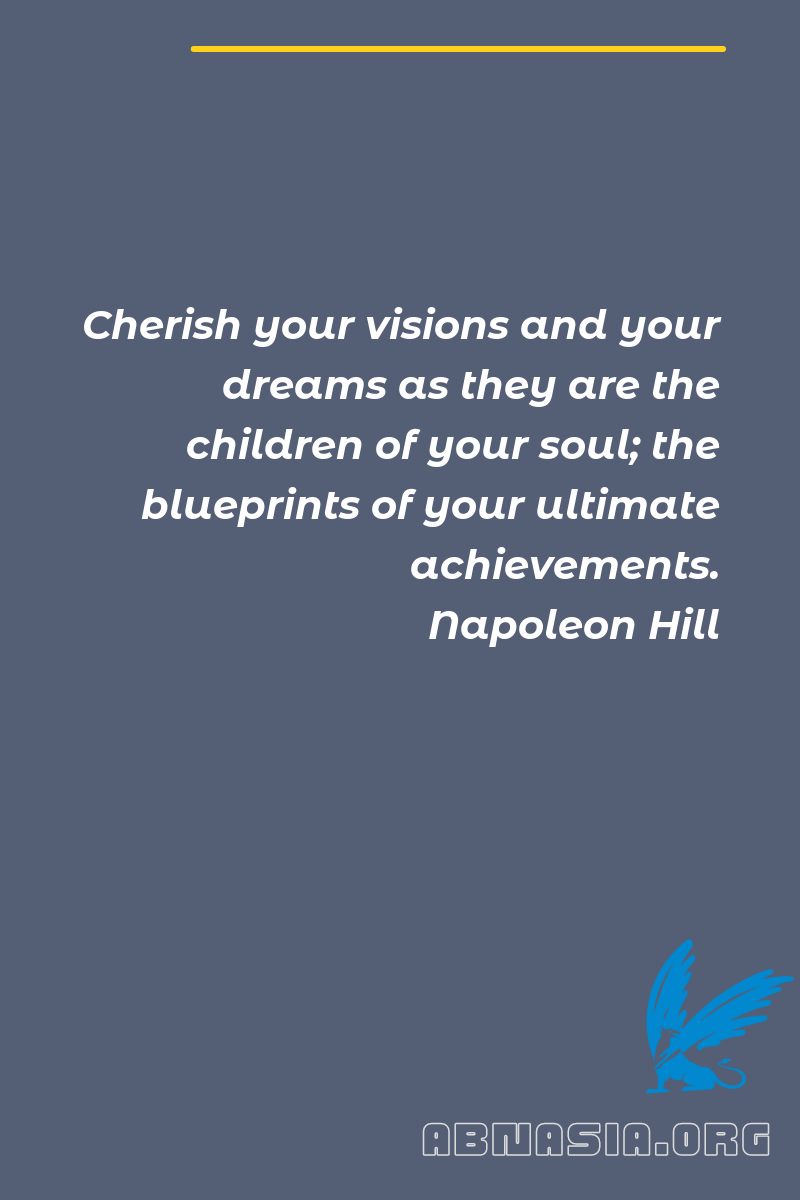 Cherish your visions and your
dreams as they are the
children of your soul; the
blueprints of your ultimate
achievements.
Napoleon Hill
ABNASIA.ORG